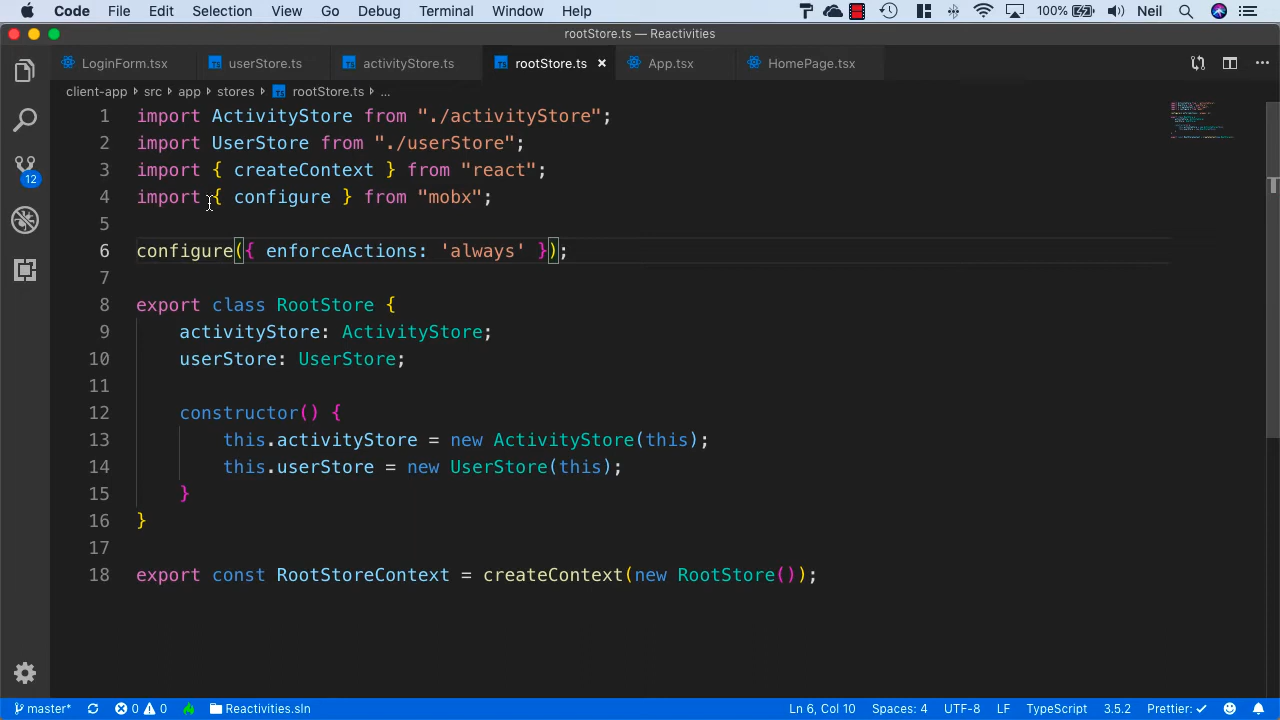 Code File Edit Selection View Go Debug Terminal Window Help 100% Neil
rootStore.ts — Reactivities
LoginForm.tsx userStore.ts activityStore.ts rootStore.ts × App.tsx HomePage.tsx
client-app › src › app › stores › rootStore.ts › ...
1 import ActivityStore from "./activityStore";
2 import UserStore from "./userStore";
3 import { createContext } from "react";
4 import { configure } from "mobx";
5
6 configure({ enforceActions: 'always' });
7
8 export class RootStore {
9 activityStore: ActivityStore;
10 userStore: UserStore;
11
12 constructor() {
13 this.activityStore = new ActivityStore(this);
14 this.userStore = new UserStore(this);
15 }
16 }
17
18 export const RootStoreContext = createContext(new RootStore());
12
master* 0 0 Reactivities.sln Ln 6, Col 10 Spaces: 4 UTF-8 LF TypeScript 3.5.2 Prettier: ✓